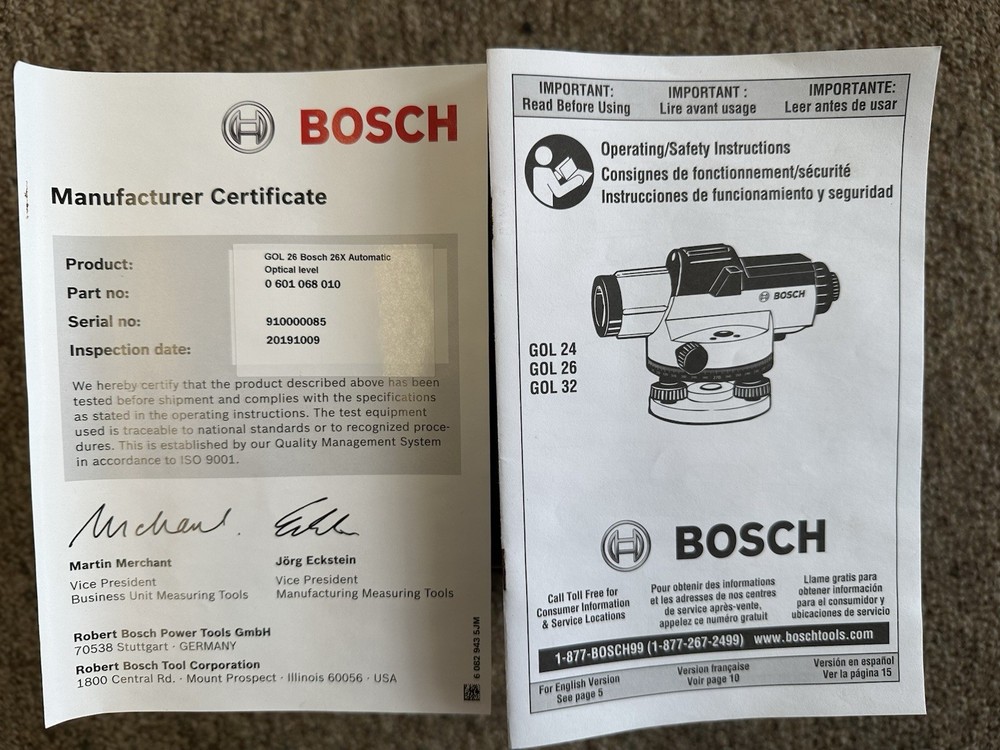 BOSCH
Manufacturer Certificate
Product:
GOL 26 Bosch 26X Automatic
Optical level
Part no:
0 601 068 010
Serial no:
910000085
Inspection date:
20191009
We hereby certify that the product described above has been
tested before shipment and complies with the specifications
as stated in the operating instructions. The test equipment
used is traceable to national standards or to recognized proce-
dures. This is established by our Quality Management System
in accordance to ISO 9001.
Martin Merchant
Vice President
Business Unit Measuring Tools
Jörg Eckstein
Vice President
Manufacturing Measuring Tools
Robert Bosch Power Tools GmbH
70538 Stuttgart · GERMANY
Robert Bosch Tool Corporation
1800 Central Rd. · Mount Prospect · Illinois 60056 · USA
6 082 943 5JM
IMPORTANT:
Read Before Using
IMPORTANT :
Lire avant usage
IMPORTANTE:
Leer antes de usar
Operating/Safety Instructions
Consignes de fonctionnement/sécurité
Instrucciones de funcionamiento y seguridad
BOSCH
GOL 24
GOL 26
GOL 32
BOSCH
Call Toll Free for
Consumer Information
& Service Locations
Pour obtenir des informations
et les adresses de nos centres
de service après-vente,
appelez ce numéro gratuit
Llame gratis para
obtener información
para el consumidor y
ubicaciones de servicio
1-877-BOSCH99 (1-877-267-2499) www.boschtools.com
For English Version
See page 5
Version française
Voir page 10
Versión en español
Ver la página 15